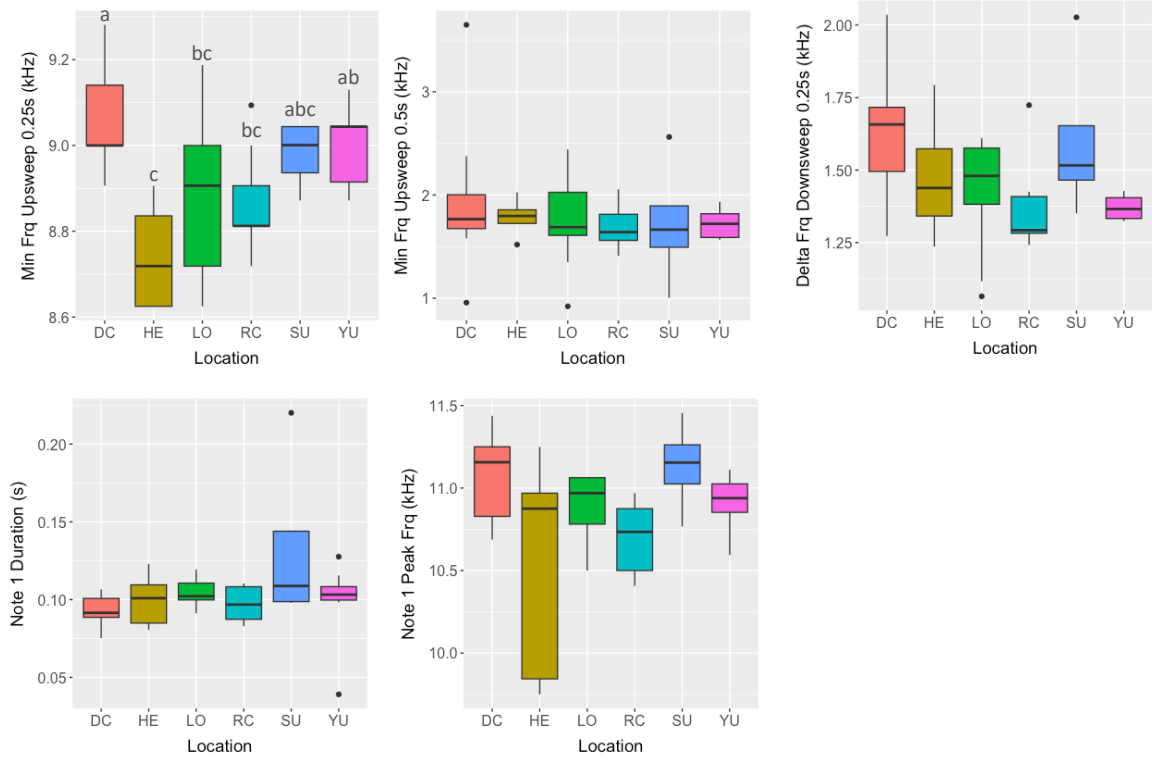 Min Frq Upsweep 0.25s (kHz)
9.2
9.0
8.8
8.6
a
c
bc
bc
abc
ab
DC HE LO RC SU YU
Location
Min Frq Upsweep 0.5s (kHz)
3
2
1
DC HE LO RC SU YU
Location
Delta Frq Downsweep 0.25s (kHz)
2.00
1.75
1.50
1.25
DC HE LO RC SU YU
Location
Note 1 Duration (s)
0.20
0.15
0.10
0.05
DC HE LO RC SU YU
Location
Note 1 Peak Frq (kHz)
11.5
11.0
10.5
10.0
DC HE LO RC SU YU
Location